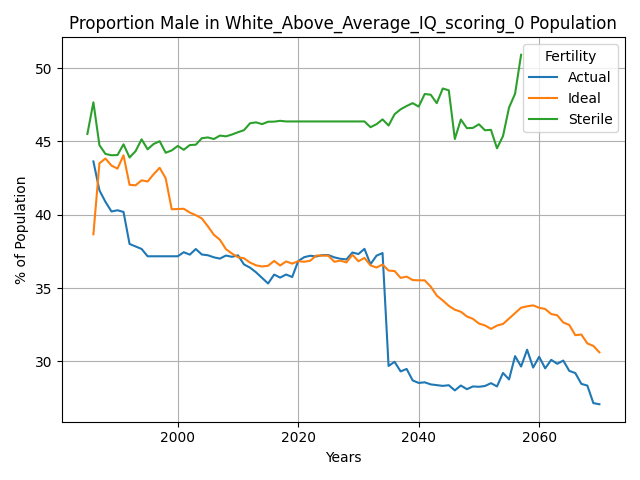 Proportion Male in White_Above_Average_IQ_scoring_0 Population
Fertility
Actual
Ideal
Sterile
% of Population
50
45
40
35
30
2000
2020
2040
2060
Years